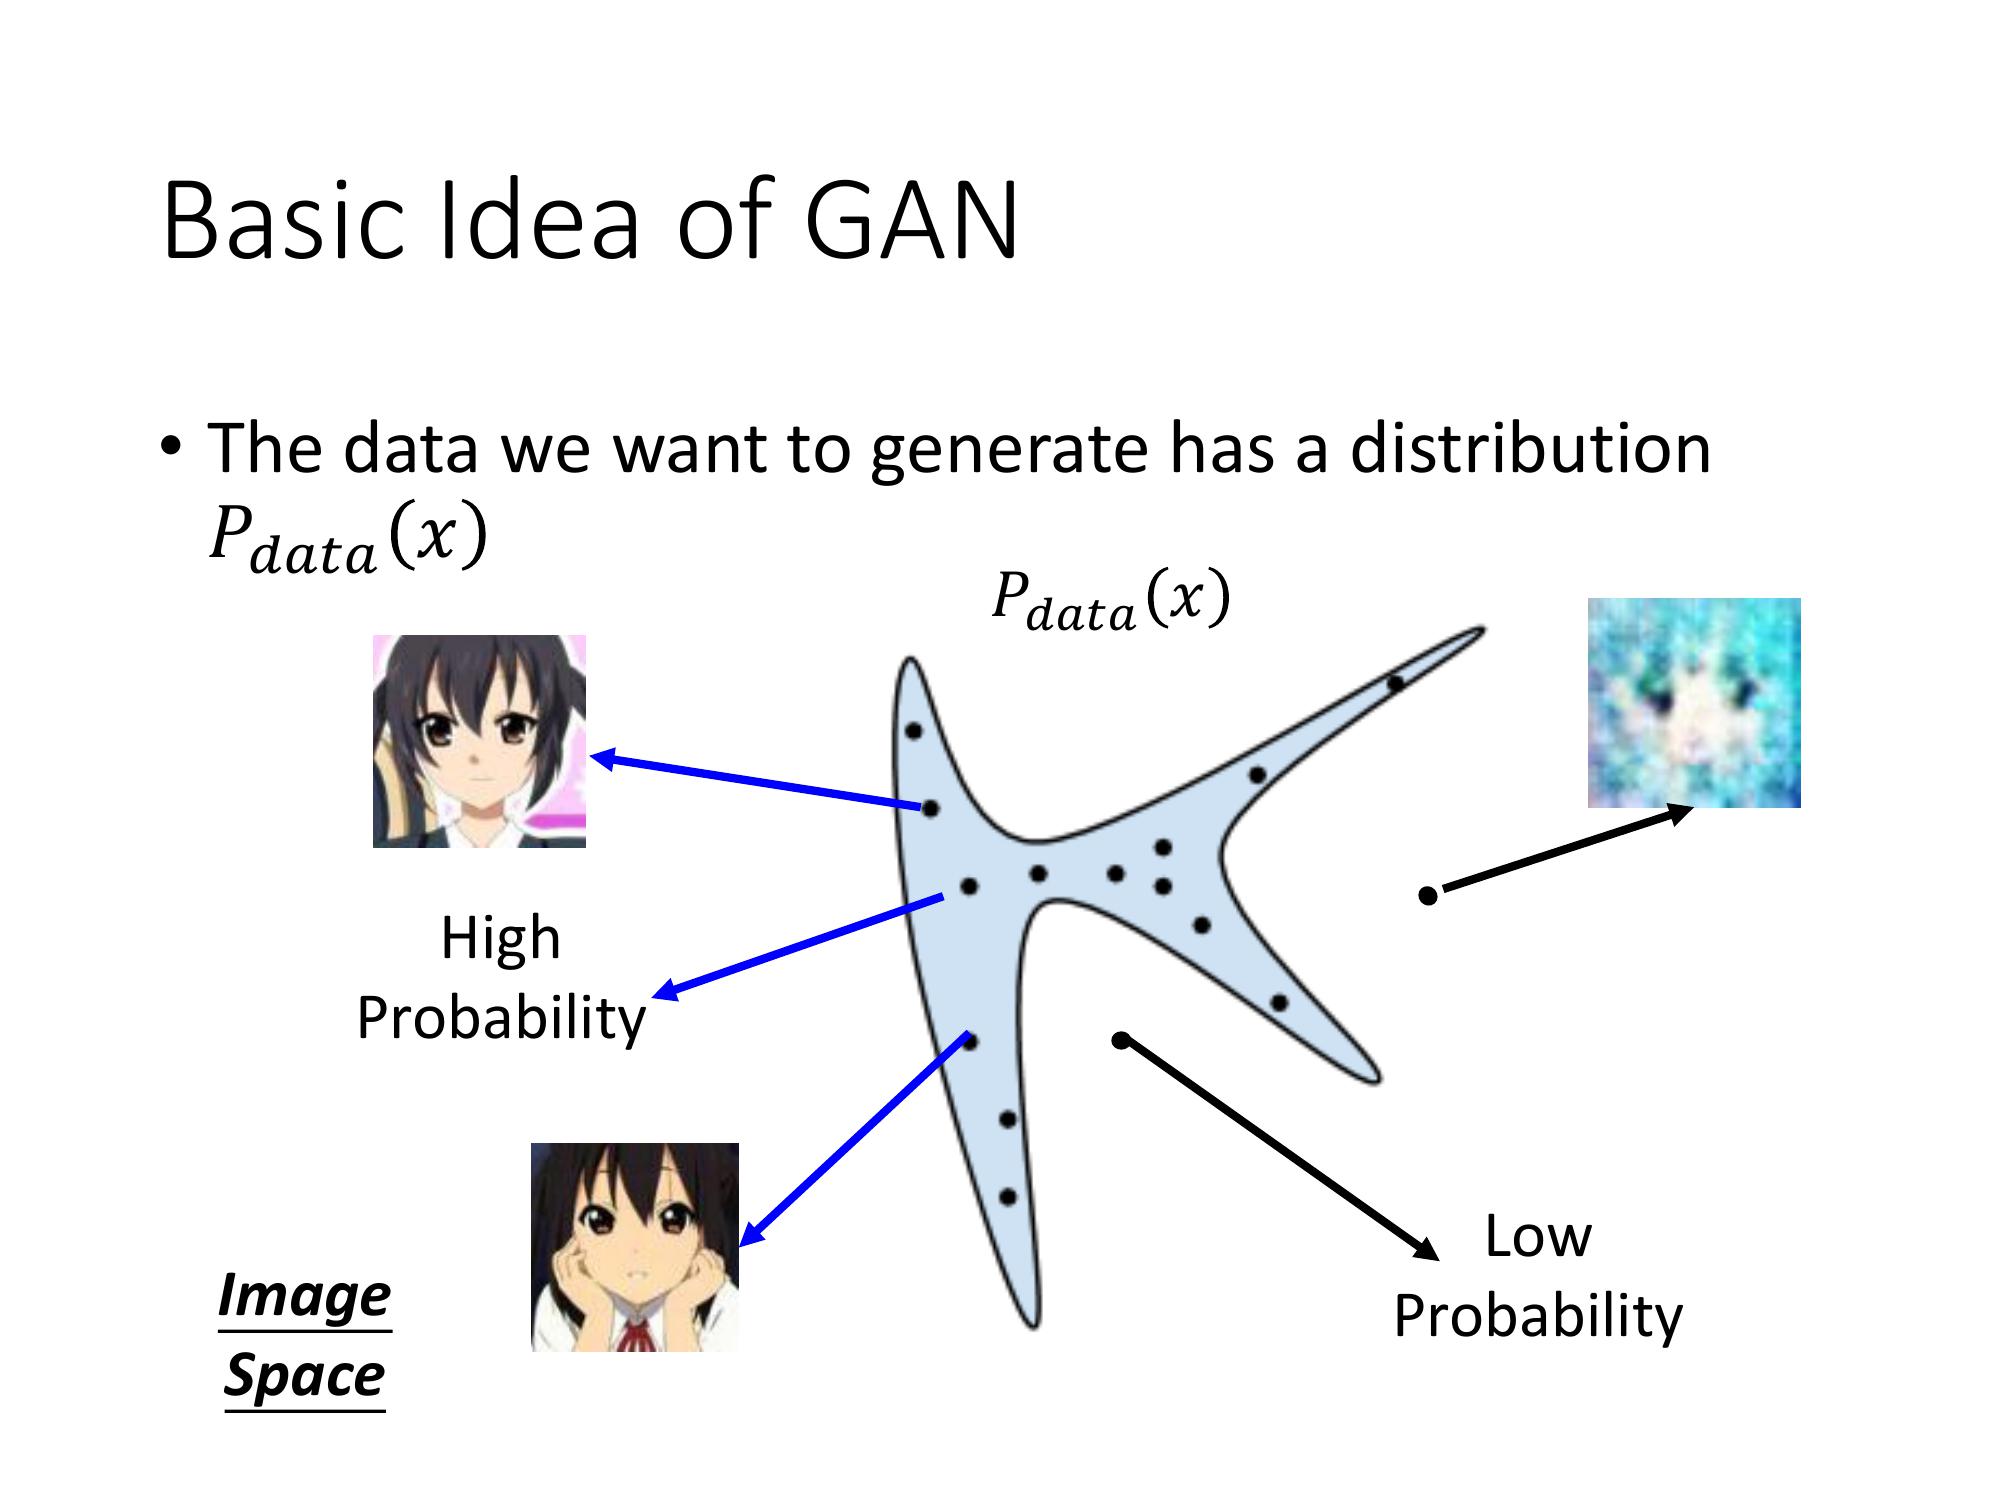 Basic Idea of GAN
• The data we want to generate has a distribution
P_{data}(x)
P_{data}(x)
High
Probability
Image
Space
Low
Probability